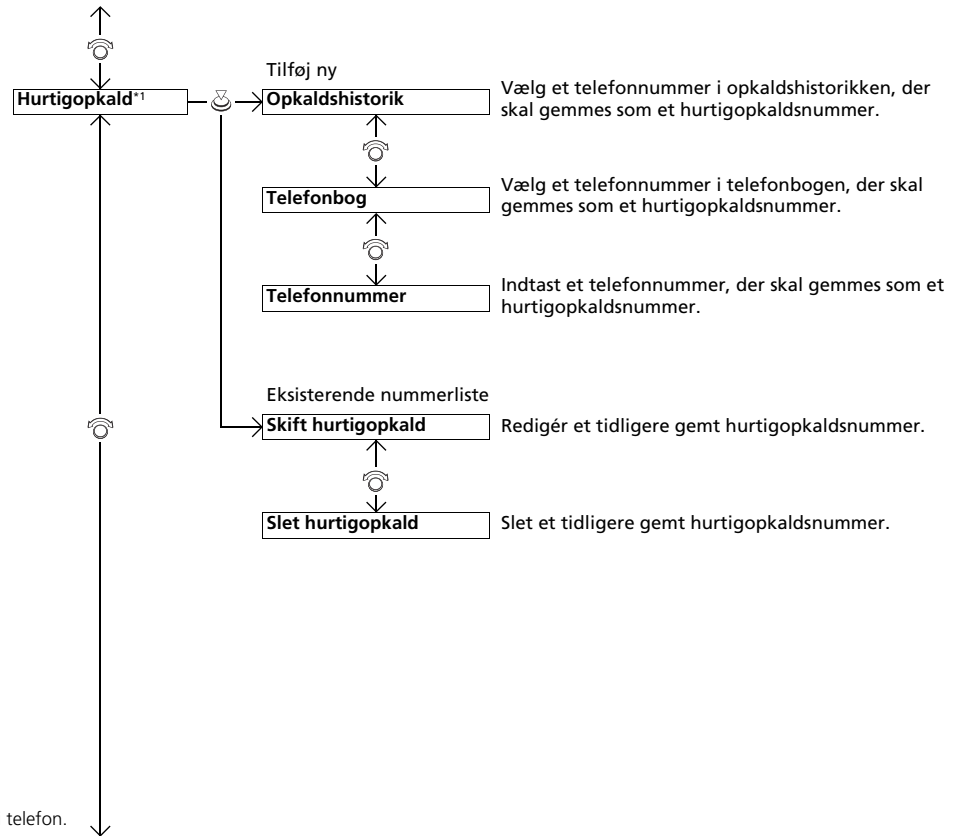 Tilføj ny
Hurtigopkald*1
Opkaldshistorik
Vælg et telefonnummer i opkaldshistorikken, der
skal gemmes som et hurtigopkaldsnummer.
Telefonbog
Vælg et telefonnummer i telefonbogen, der skal
gemmes som et hurtigopkaldsnummer.
Telefonnummer
Indtast et telefonnummer, der skal gemmes som et
hurtigopkaldsnummer.
Eksisterende nummerliste
Skift hurtigopkald
Redigér et tidligere gemt hurtigopkaldsnummer.
Slet hurtigopkald
Slet et tidligere gemt hurtigopkaldsnummer.
telefon.